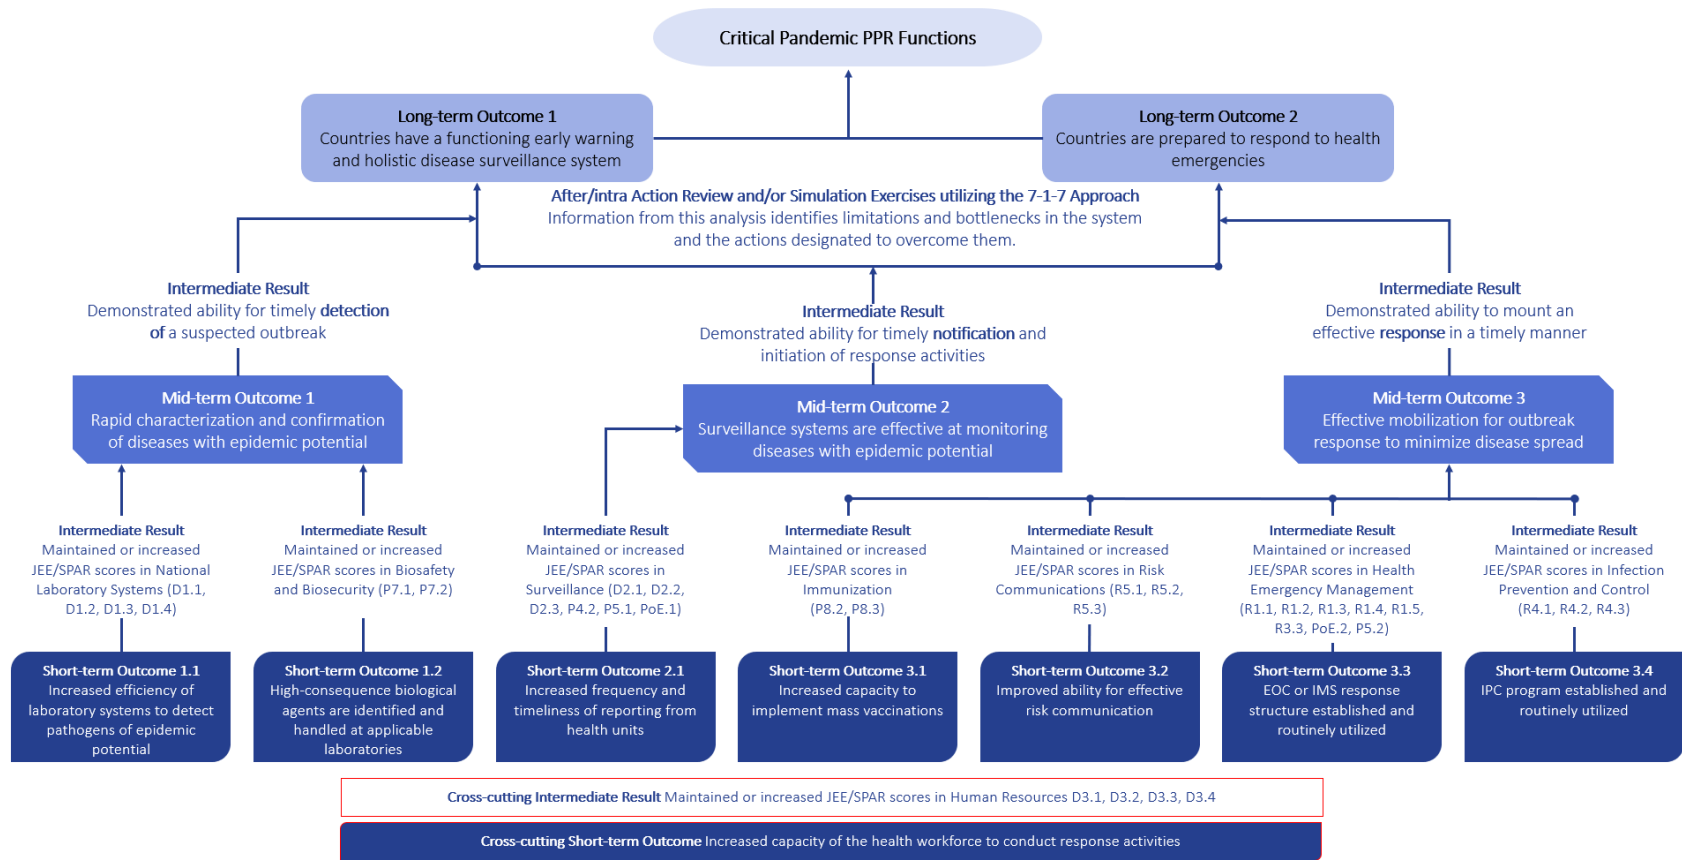 Critical Pandemic PPR Functions
Long-term Outcome 1
Countries have a functioning early warning
and holistic disease surveillance system
Long-term Outcome 2
Countries are prepared to respond to health
emergencies
After/intra Action Review and/or Simulation Exercises utilizing the 7-1-7 Approach
Information from this analysis identifies limitations and bottlenecks in the system
and the actions designated to overcome them.
Intermediate Result
Demonstrated ability for timely detection
of a suspected outbreak
Intermediate Result
Demonstrated ability for timely notification and
initiation of response activities
Intermediate Result
Demonstrated ability to mount an
effective response in a timely manner
Mid-term Outcome 1
Rapid characterization and confirmation
of diseases with epidemic potential
Mid-term Outcome 2
Surveillance systems are effective at monitoring
diseases with epidemic potential
Mid-term Outcome 3
Effective mobilization for outbreak
response to minimize disease spread
Intermediate Result
Maintained or increased
JEE/SPAR scores in National
Laboratory Systems (D1.1,
D1.2, D1.3, D1.4)
Intermediate Result
Maintained or increased
JEE/SPAR scores in Biosafety
and Biosecurity (P7.1, P7.2)
Intermediate Result
Maintained or increased
JEE/SPAR scores in
Surveillance (D2.1, D2.2,
D2.3, P4.2, P5.1, PoE.1)
Intermediate Result
Maintained or increased
JEE/SPAR scores in
Immunization
(P8.2, P8.3)
Intermediate Result
Maintained or increased
JEE/SPAR scores in Risk
Communications (R5.1, R5.2,
R5.3)
Intermediate Result
Maintained or increased
JEE/SPAR scores in Health
Emergency Management
(R1.1, R1.2, R1.3, R1.4, R1.5,
R3.3, PoE.2, P5.2)
Intermediate Result
Maintained or increased
JEE/SPAR scores in Infection
Prevention and Control
(R4.1, R4.2, R4.3)
Short-term Outcome 1.1
Increased efficiency of
laboratory systems to detect
pathogens of epidemic
potential
Short-term Outcome 1.2
High-consequence biological
agents are identified and
handled at applicable
laboratories
Short-term Outcome 2.1
Increased frequency and
timeliness of reporting from
health units
Short-term Outcome 3.1
Increased capacity to
implement mass vaccinations
Short-term Outcome 3.2
Improved ability for effective
risk communication
Short-term Outcome 3.3
EOC or IMS response
structure established and
routinely utilized
Short-term Outcome 3.4
IPC program established and
routinely utilized
Cross-cutting Intermediate Result Maintained or increased JEE/SPAR scores in Human Resources D3.1, D3.2, D3.3, D3.4
Cross-cutting Short-term Outcome Increased capacity of the health workforce to conduct response activities